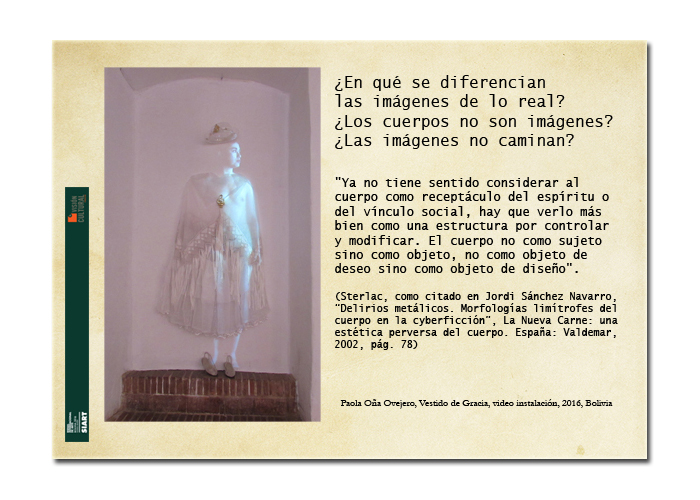 ¿En qué se diferencian
las imágenes de lo real?
¿Los cuerpos no son imágenes?
¿Las imágenes no caminan?
"Ya no tiene sentido considerar al
cuerpo como receptáculo del espíritu o
del vínculo social, hay que verlo más
bien como una estructura por controlar
y modificar. El cuerpo no como sujeto
sino como objeto, no como objeto de
deseo sino como objeto de diseño".
(Sterlac, como citado en Jordi Sánchez Navarro,
"Delirios metálicos. Morfologías limítrofes del
cuerpo en la cyberficción", La Nueva Carne: una
estética perversa del cuerpo. España: Valdemar,
2002, pág. 78)
Paola Oña Ovejero, Vestido de Gracia, video instalación, 2016, Bolivia
VISIÓN
CULTURAL
SIART